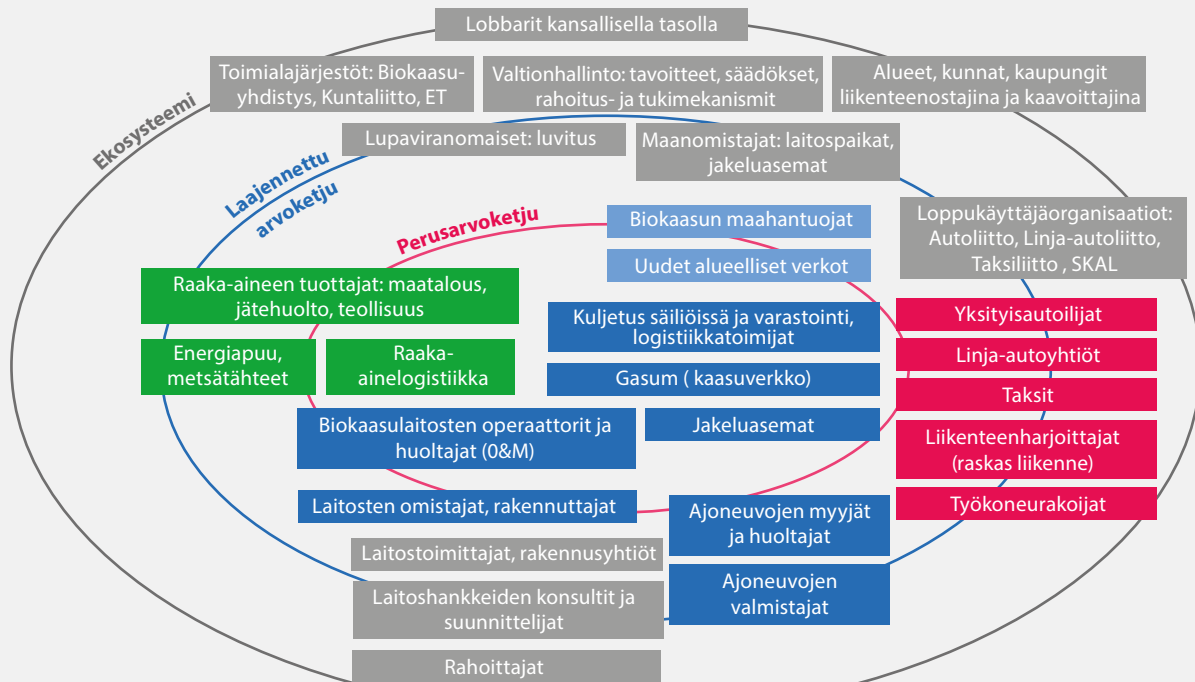 Lobbarit kansallisella tasolla
Toimialajärjestöt: Biokaasu-
yhdistys, Kuntaliitto, ET
Valtionhallinto: tavoitteet, säädökset,
rahoitus- ja tukimekanismit
Alueet, kunnat, kaupungit
liikenteenostajina ja kaavoittajina
Ekosysteemi
Lupaviranomaiset: luvitus
Maanomistajat: laitospaikat,
jakeluasemat
Laajennettu
arvoketju
Perusarvoketju
Biokaasun maahantuojat
Uudet alueelliset verkot
Loppukäyttäjäorganisaatiot:
Autoliitto, Linja-autoliitto,
Taksiliitto , SKAL
Raaka-aineen tuottajat: maatalous,
jätehuolto, teollisuus
Energiapuu,
metsätähteet
Raaka-
ainelogistiikka
Kuljetus säiliöissä ja varastointi,
logistiikkatoimijat
Gasum ( kaasuverkko)
Jakeluasemat
Yksityisautoilijat
Linja-autoyhtiöt
Taksit
Liikenteenharjoittajat
(raskas liikenne)
Työkoneurakoijat
Biokaasulaitosten operaattorit ja
huoltajat (0&M)
Laitosten omistajat, rakennuttajat
Ajoneuvojen myyjät
ja huoltajat
Laitostoimittajat, rakennusyhtiöt
Ajoneuvojen
valmistajat
Laitoshankkeiden konsultit ja
suunnittelijat
Rahoittajat